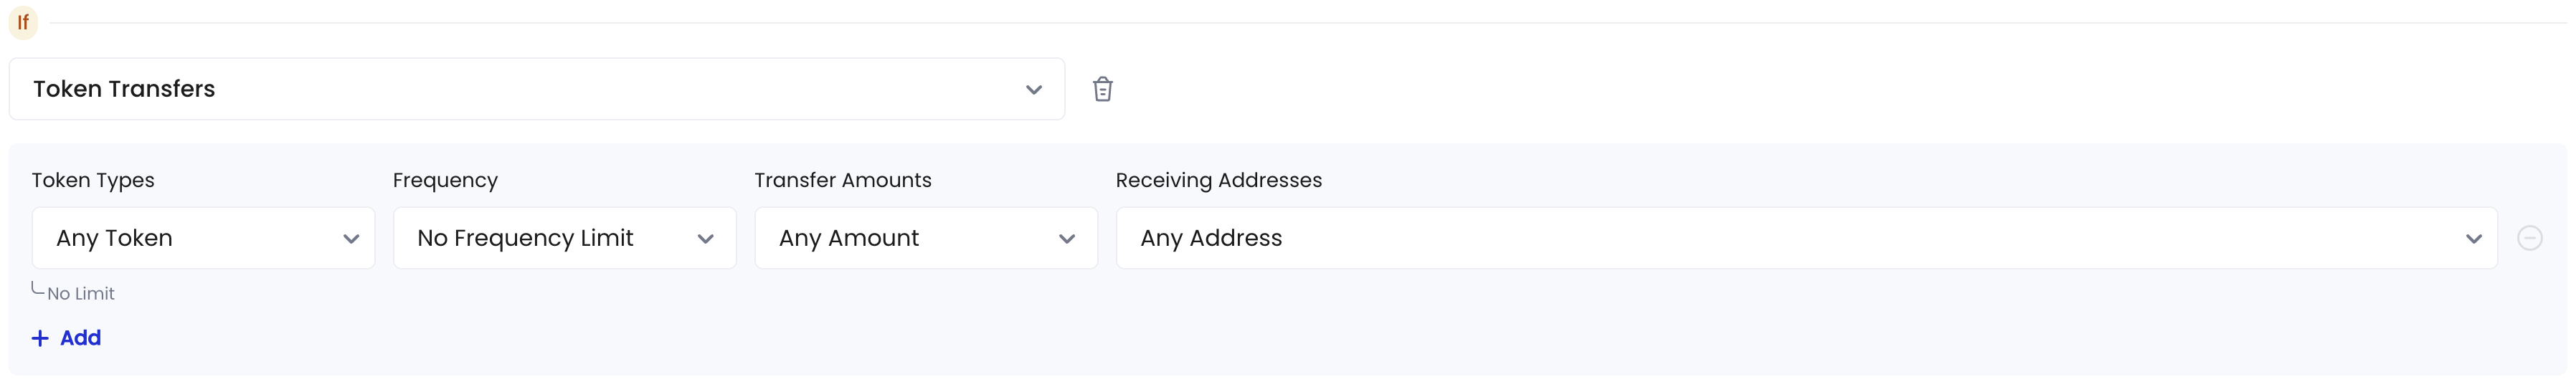 If
Token Transfers
Token Types Frequency Transfer Amounts Receiving Addresses
Any Token No Frequency Limit Any Amount Any Address
No Limit
+ Add